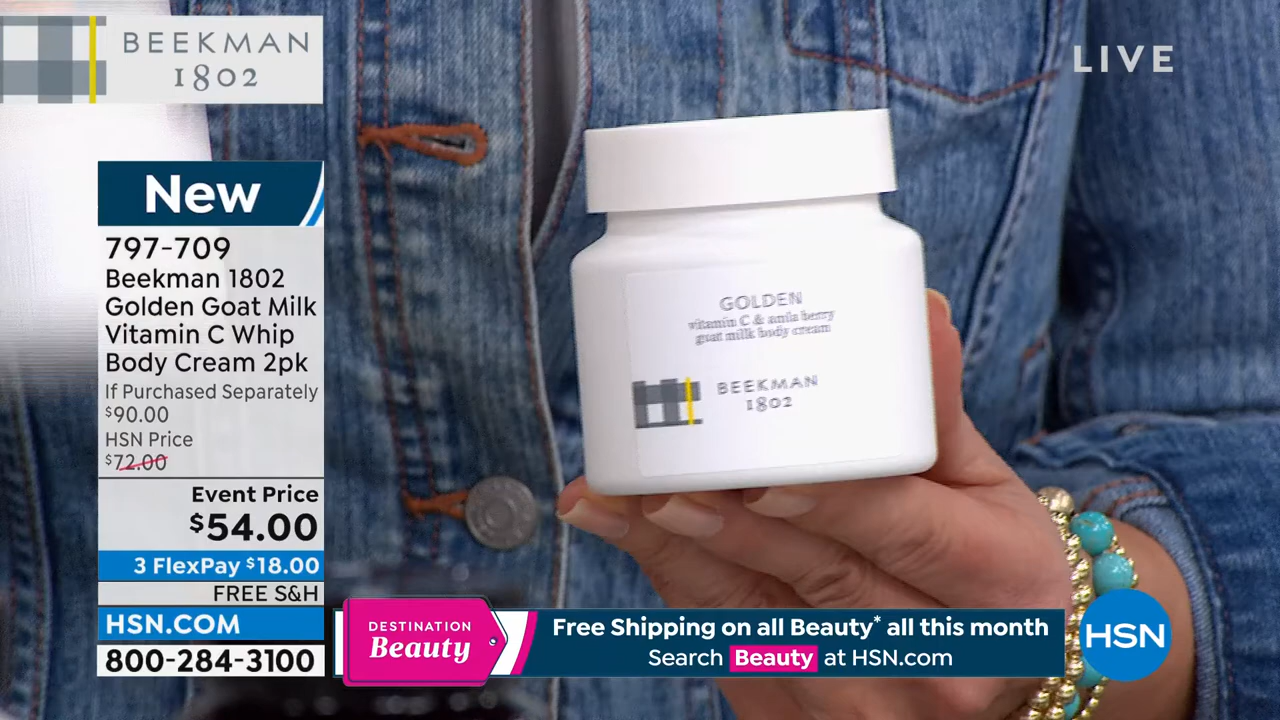 BEEKMAN
1802
LIVE
New
797-709
Beekman 1802
Golden Goat Milk
Vitamin C Whip
Body Cream 2pk
If Purchased Separately
$90.00
HSN Price
$72.00
Event Price
$54.00
3 FlexPay $18.00
FREE S&H
HSN.COM
800-284-3100
GOLDEN
vitamin C & amla berry
goat milk body cream
BEEKMAN
1802
DESTINATION
Beauty
Free Shipping on all Beauty* all this month
Search Beauty at HSN.com
HSN